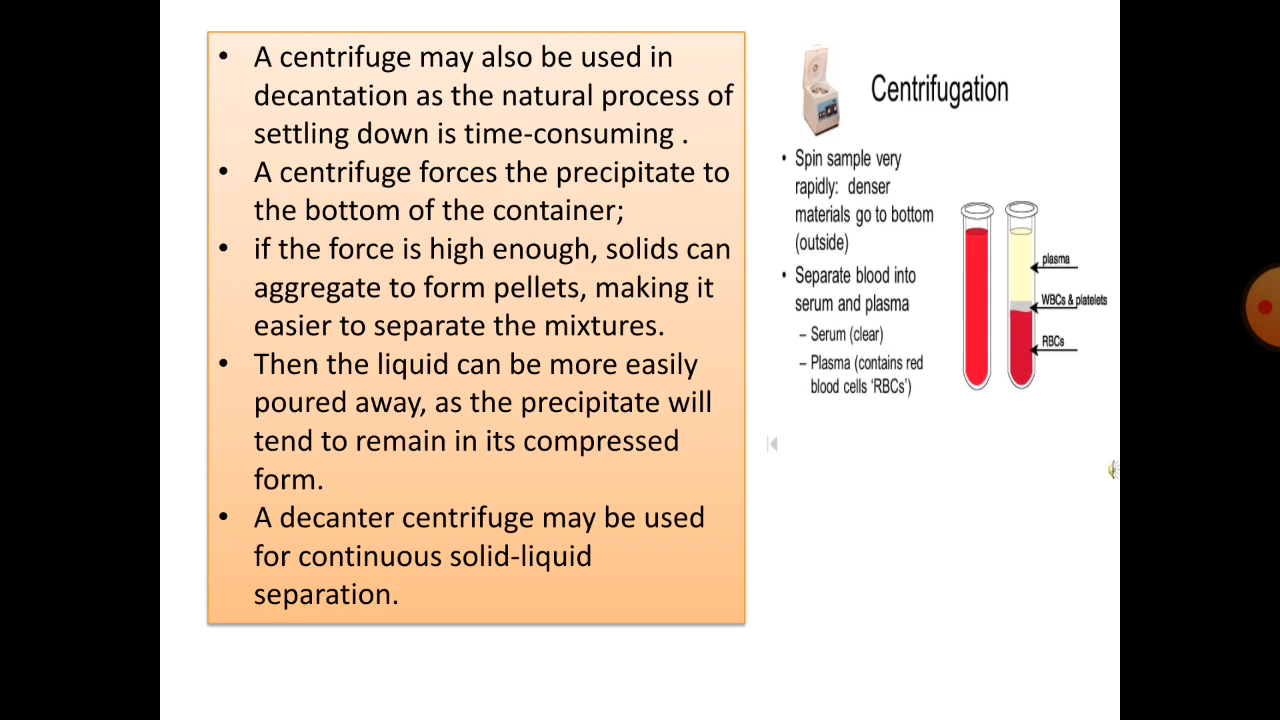 • A centrifuge may also be used in
decantation as the natural process of
settling down is time-consuming .
• A centrifuge forces the precipitate to
the bottom of the container;
• if the force is high enough, solids can
aggregate to form pellets, making it
easier to separate the mixtures.
• Then the liquid can be more easily
poured away, as the precipitate will
tend to remain in its compressed
form.
• A decanter centrifuge may be used
for continuous solid-liquid
separation.
Centrifugation
• Spin sample very
rapidly: denser
materials go to bottom
(outside)
• Separate blood into
serum and plasma
– Serum (clear)
– Plasma (contains red
blood cells ‘RBCs’)
plasma
WBCs & platelets
RBCs